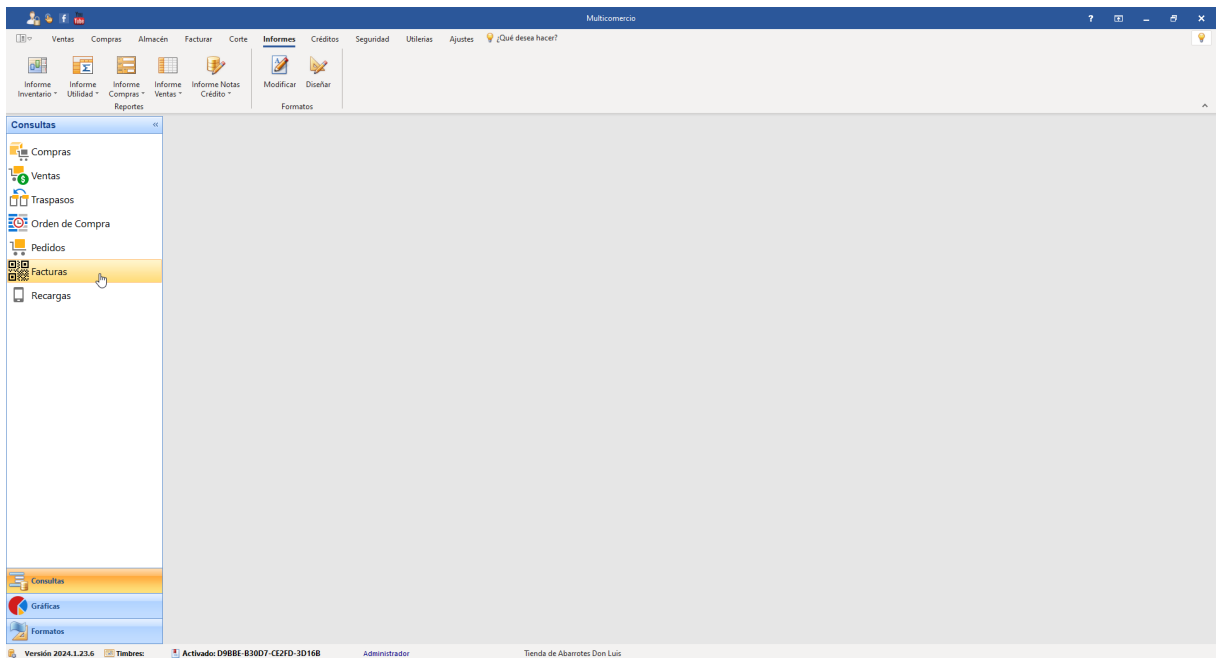 Multicomercio
?
Ventas Compras Almacén Facturar Corte Informes Créditos Seguridad Utilerias Ajustes ¿Qué desea hacer?
Informe Inventario
Informe Utilidad
Informe Compras
Informe Ventas
Informe Notas Crédito
Modificar
Diseñar
Reportes
Formatos
Consultas «
Compras
Ventas
Traspasos
Orden de Compra
Pedidos
Facturas
Recargas
Consultas
Gráficas
Formatos
Versión 2024.1.23.6 Timbres: Activado: D9BBE-B30D7-CE2FD-3D16B Administrador Tienda de Abarrotes Don Luis